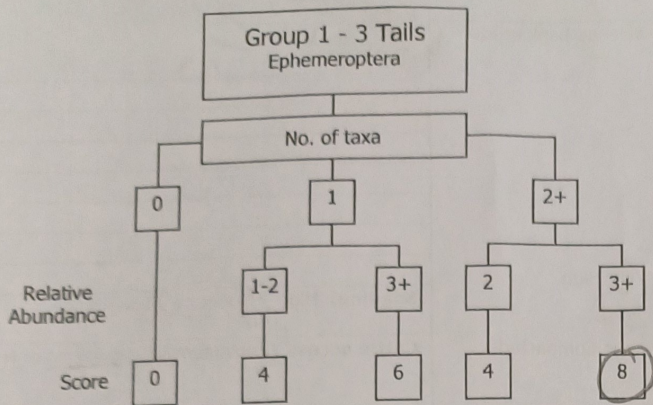 Group 1 - 3 Tails
Ephemeroptera
No. of taxa
0 1 2+
Relative Abundance 1-2 3+ 2 3+
Score 0 4 6 4 8